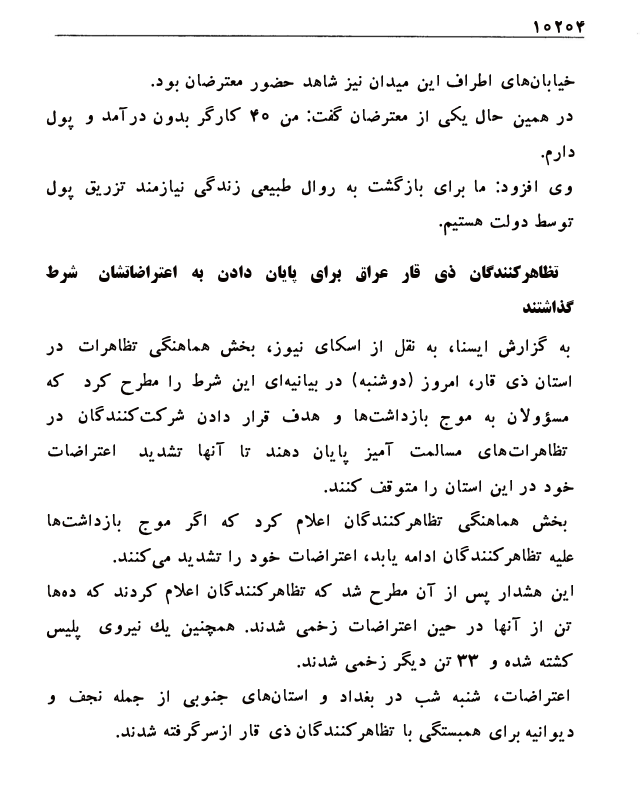 ۱۰۲۰۴
خیابان‌های اطراف این میدان نیز شاهد حضور معترضان بود.
در همین حال یکی از معترضان گفت: من ۴۰ کارگر بدون درآمد و پول
دارم.
وی افزود: ما برای بازگشت به روال طبیعی زندگی نیازمند تزریق پول
توسط دولت هستیم.
تظاهرکنندگان ذی قار عراق برای پایان دادن به اعتراضاتشان شرط
گذاشتند
به گزارش ایسنا، به نقل از اسکای نیوز، بخش هماهنگی تظاهرات در
استان ذی قار، امروز (دوشنبه) در بیانیه‌ای این شرط را مطرح کرد که
مسؤولان به موج بازداشت‌ها و هدف قرار دادن شرکت‌کنندگان در
تظاهرات‌های مسالمت آمیز پایان دهند تا آنها تشدید اعتراضات
خود در این استان را متوقف کنند.
بخش هماهنگی تظاهرکنندگان اعلام کرد که اگر موج بازداشت‌ها
علیه تظاهرکنندگان ادامه یابد، اعتراضات خود را تشدید می‌کنند.
این هشدار پس از آن مطرح شد که تظاهرکنندگان اعلام کردند که ده‌ها
تن از آنها در حین اعتراضات زخمی شدند. همچنین یك نیروی پلیس
کشته شده و ۳۳ تن دیگر زخمی شدند.
اعتراضات، شنبه شب در بغداد و استان‌های جنوبی از جمله نجف و
دیوانیه برای همبستگی با تظاهرکنندگان ذی قار ازسرگرفته شدند.